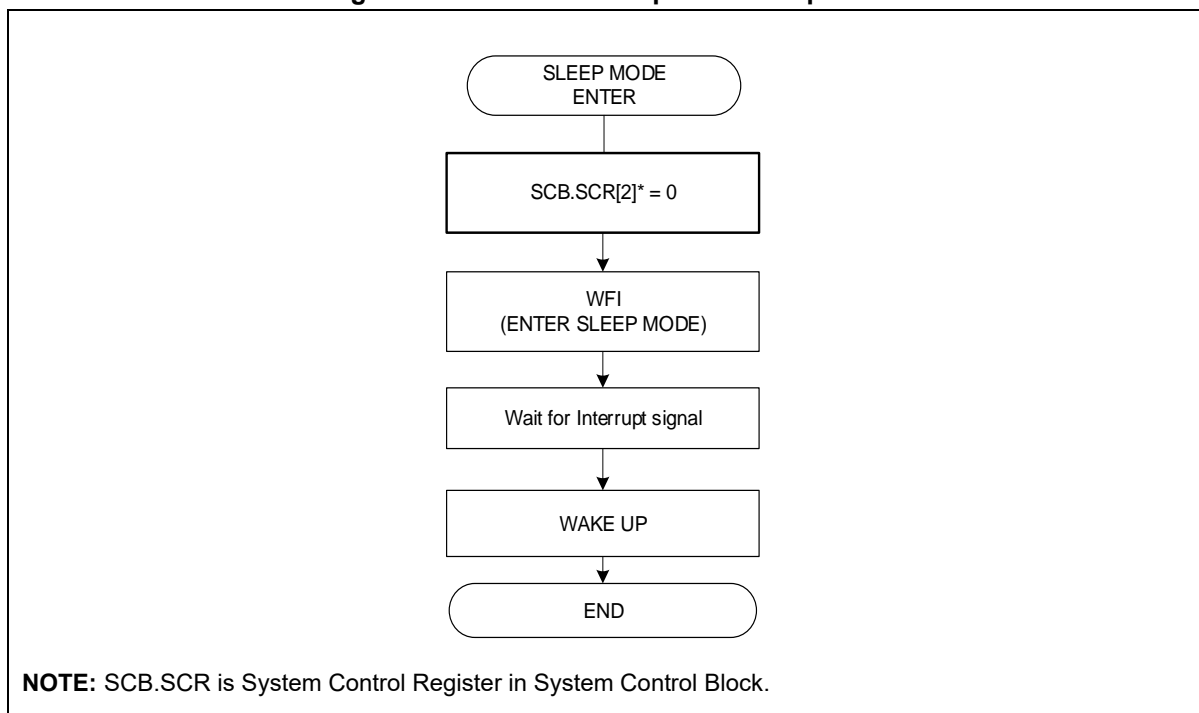 SLEEP MODE
ENTER
SCB.SCR[2]* = 0
WFI
(ENTER SLEEP MODE)
Wait for Interrupt signal
WAKE UP
END
NOTE: SCB.SCR is System Control Register in System Control Block.